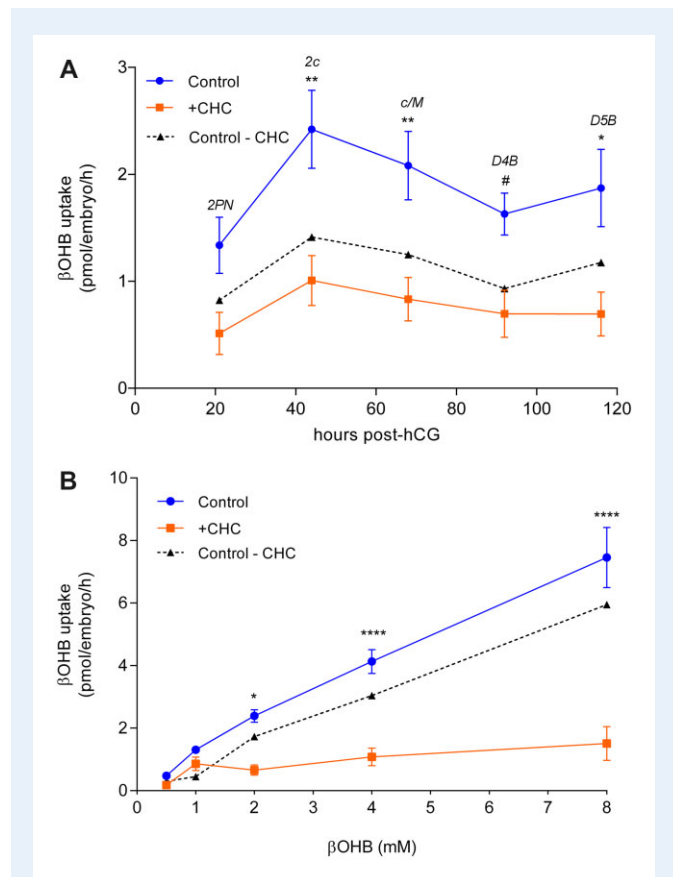 A
3
2
1
0
βOHB uptake
(pmol/embryo/h)
Control
+CHC
Control - CHC
2PN
2c
**
c/M
**
D4B
#
D5B
*
0 20 40 60 80 100 120
hours post-hCG
B
10
8
6
4
2
0
βOHB uptake
(pmol/embryo/h)
Control
+CHC
Control - CHC
*
****
****
0 1 2 3 4 5 6 7 8
βOHB (mM)